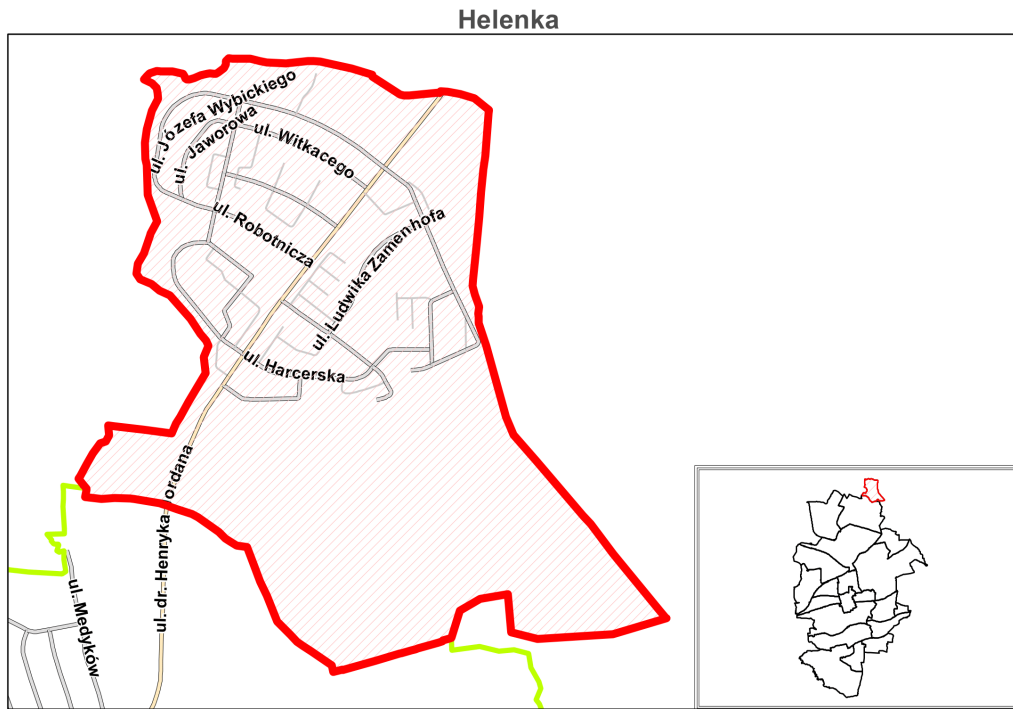 Helenka
ul. Józefa Wybickiego
ul. Jaworowa
ul. Witkacego
ul. Robotnicza
ul. Ludwika Zamenhofa
ul. Harcerska
ul. dr. Henryka Jordana
ul. Medyków